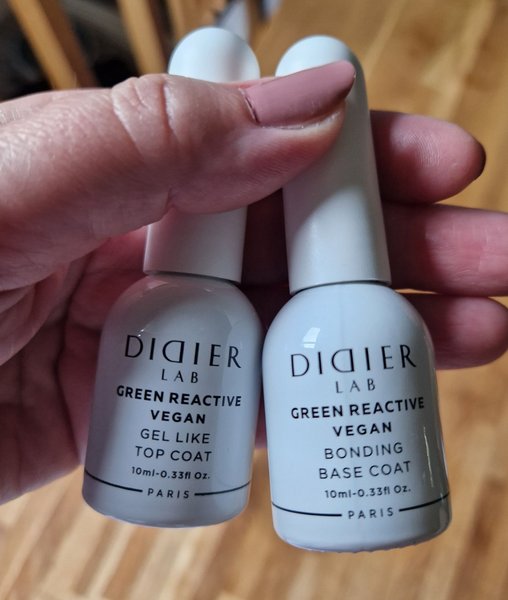 DIDIER
LAB
GREEN REACTIVE
VEGAN
GEL LIKE
TOP COAT
10ml-0.33fl Oz.
PARIS
DIDIER
LAB
GREEN REACTIVE
VEGAN
BONDING
BASE COAT
10ml-0.33fl Oz.
PARIS